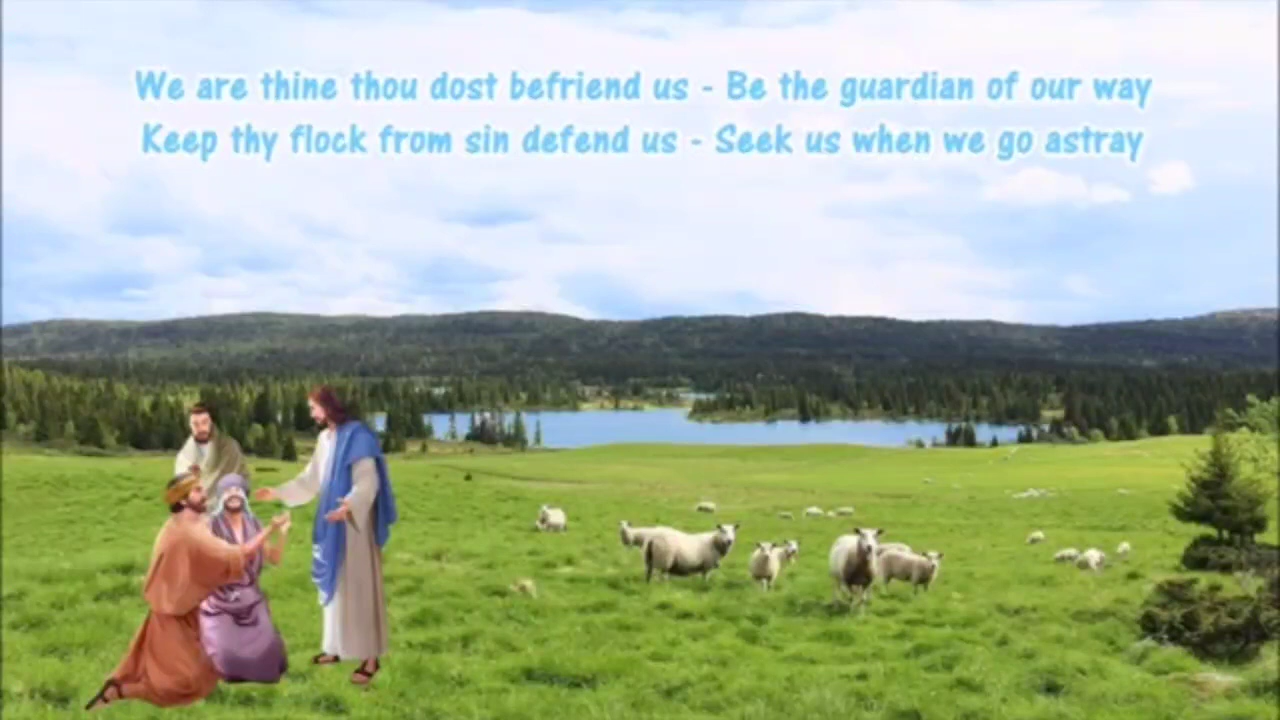 We are thine thou dost befriend us - Be the guardian of our way
Keep thy flock from sin defend us - Seek us when we go astray